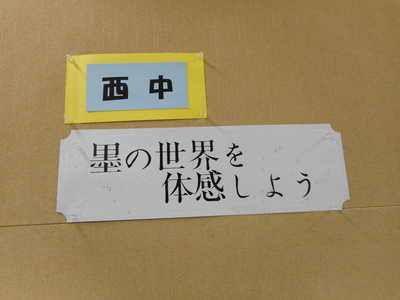 西中
墨の世界を
体感しよう